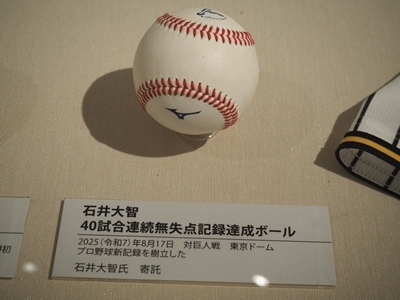 石井大智
40試合連続無失点記録達成ボール
2025(令和7)年8月17日 対巨人戦 東京ドーム
プロ野球新記録を樹立した
石井大智氏 寄託